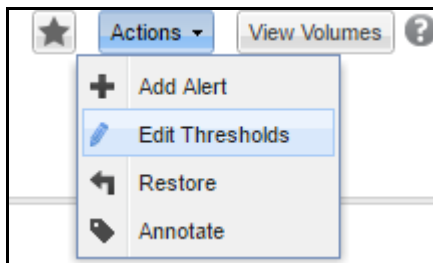 Actions View Volumes ?
Add Alert
Edit Thresholds
Restore
Annotate